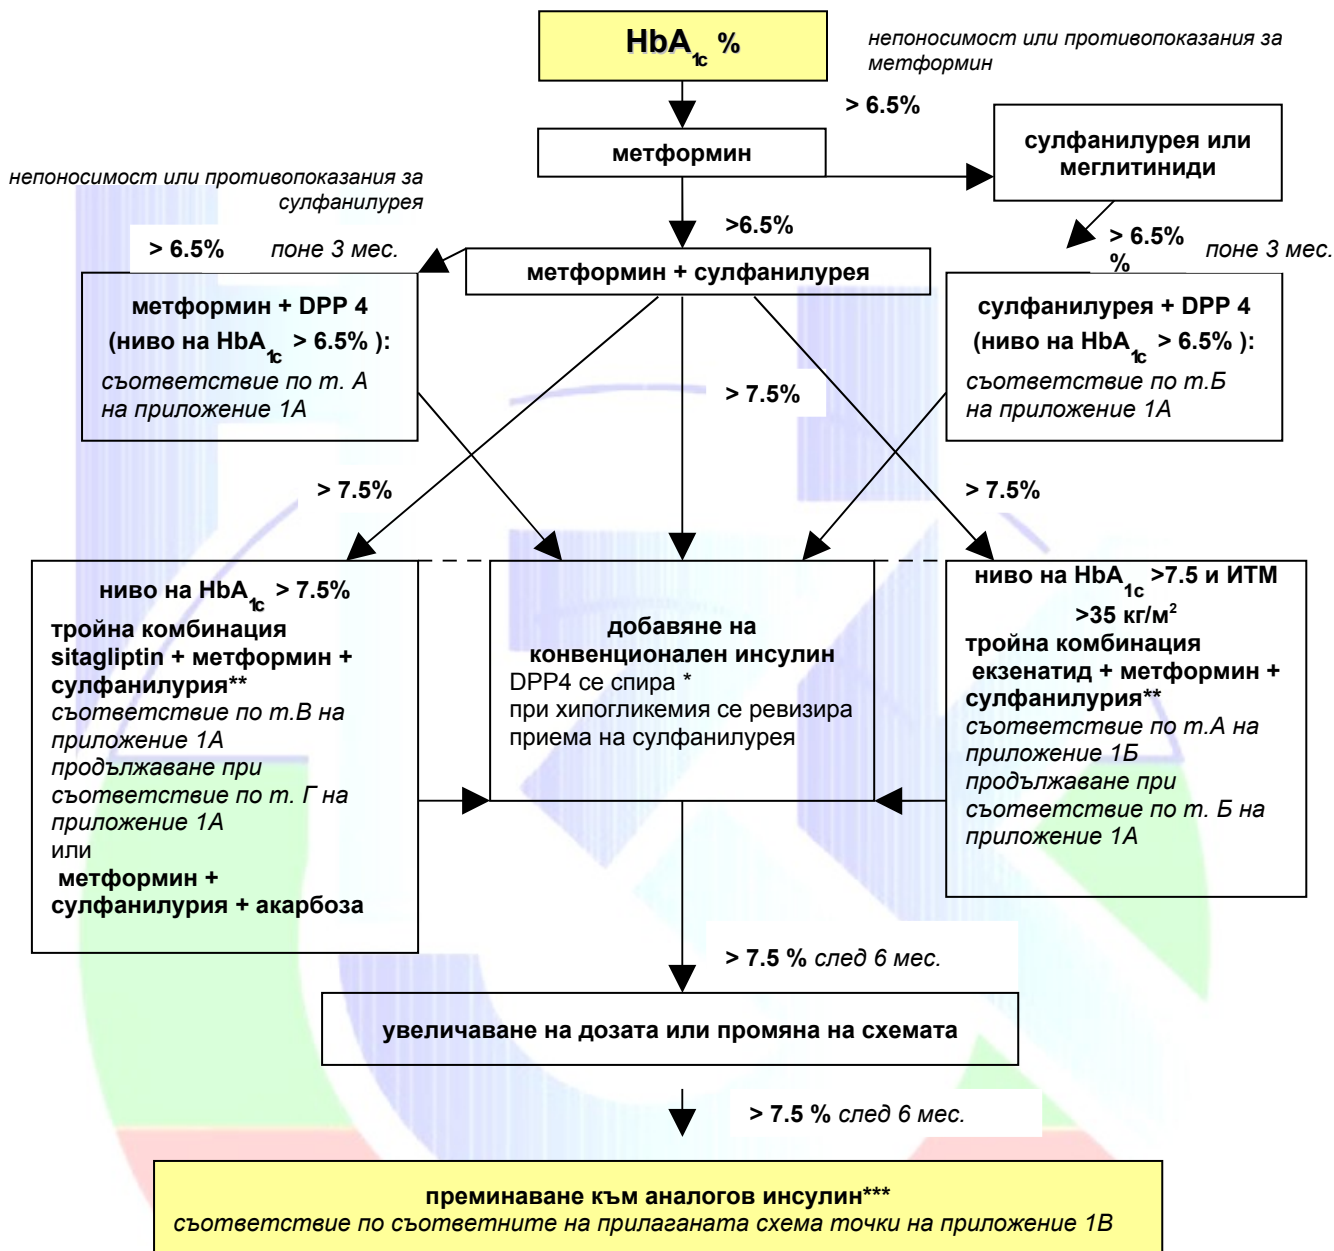 HbA1c %
непоносимост или противопоказания за
метформин
> 6.5%
метформин
сулфанилурея или
меглитиниди
непоносимост или противопоказания за
сулфанилурея
>6.5%
> 6.5% поне 3 мес.
метформин + сулфанилурея
> 6.5%
%
поне 3 мес.
метформин + DPP 4
(ниво на HbA1c > 6.5% ):
съответствие по т. А
на приложение 1А
сулфанилурея + DPP 4
(ниво на HbA1c > 6.5% ):
съответствие по т.Б
на приложение 1А
> 7.5%
> 7.5%
> 7.5%
ниво на HbA1c > 7.5%
тройна комбинация
sitagliptin + метформин +
сулфанилурия**
съответствие по т.В на
приложение 1А
продължаване при
съответствие по т. Г на
приложение 1А
или
метформин +
сулфанилурия + акарбоза
добавяне на
конвенционален инсулин
DPP4 се спира *
при хипогликемия се ревизира
приема на сулфанилурея
ниво на HbA1c >7.5 и ИТМ
>35 кг/м²
тройна комбинация
екзенатид + метформин +
сулфанилурия**
съответствие по т.А на
приложение 1Б
продължаване при
съответствие по т. Б на
приложение 1А
> 7.5 % след 6 мес.
увеличаване на дозата или промяна на схемата
> 7.5 % след 6 мес.
преминаване към аналогов инсулин***
съответствие по съответните на прилаганата схема точки на приложение 1В